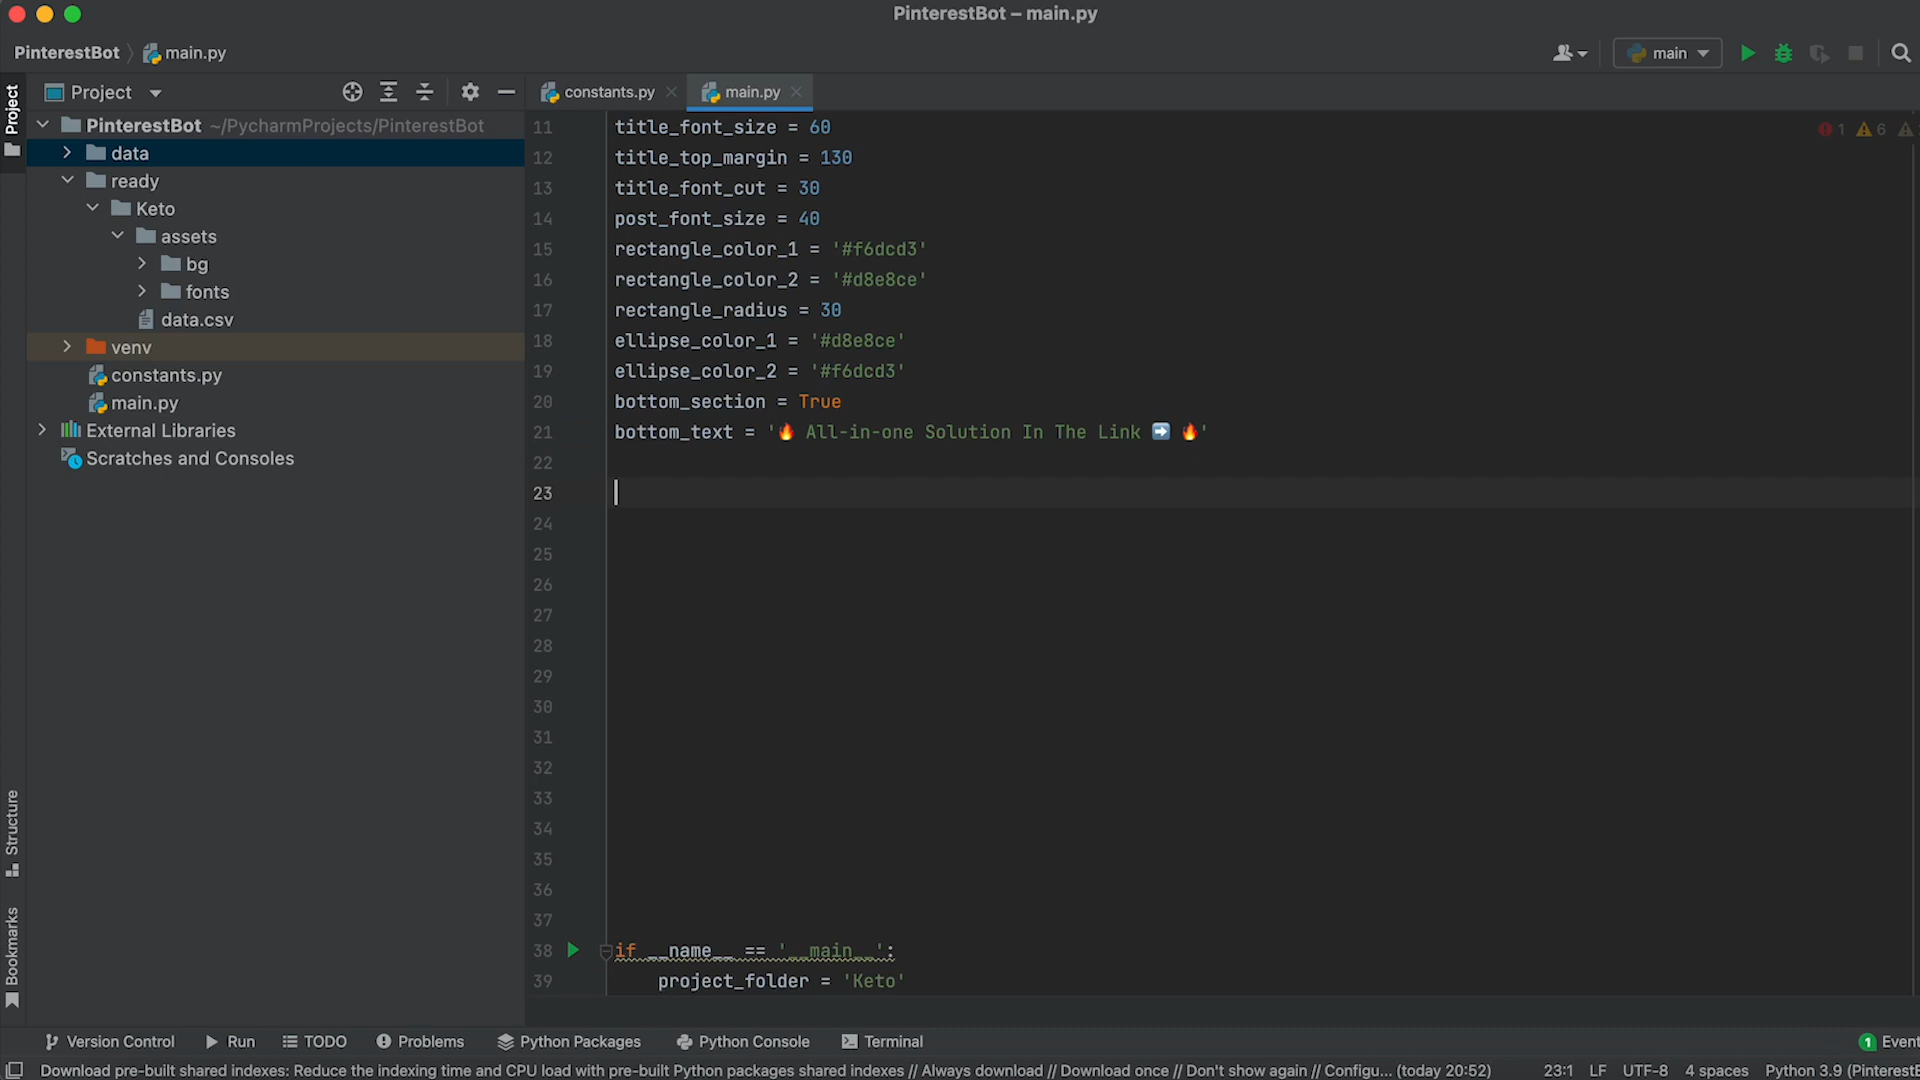 PinterestBot – main.py
PinterestBot
main.py
main
Project
Project
constants.py
main.py
PinterestBot ~/PycharmProjects/PinterestBot
data
ready
Keto
assets
bg
fonts
data.csv
venv
constants.py
main.py
External Libraries
Scratches and Consoles
Structure
Bookmarks
1 6
11 title_font_size = 60
12 title_top_margin = 130
13 title_font_cut = 30
14 post_font_size = 40
15 rectangle_color_1 = '#f6dcd3'
16 rectangle_color_2 = '#d8e8ce'
17 rectangle_radius = 30
18 ellipse_color_1 = '#d8e8ce'
19 ellipse_color_2 = '#f6dcd3'
20 bottom_section = True
21 bottom_text = '🔥 All-in-one Solution In The Link ➡️ 🔥'
22
23
24
25
26
27
28
29
30
31
32
33
34
35
36
37
38 if __name__ == '__main__':
39 project_folder = 'Keto'
Version Control Run TODO Problems Python Packages Python Console Terminal 1 Event
Download pre-built shared indexes: Reduce the indexing time and CPU load with pre-built Python packages shared indexes // Always download // Download once // Don't show again // Configu... (today 20:52) 23:1 LF UTF-8 4 spaces Python 3.9 (PinterestB